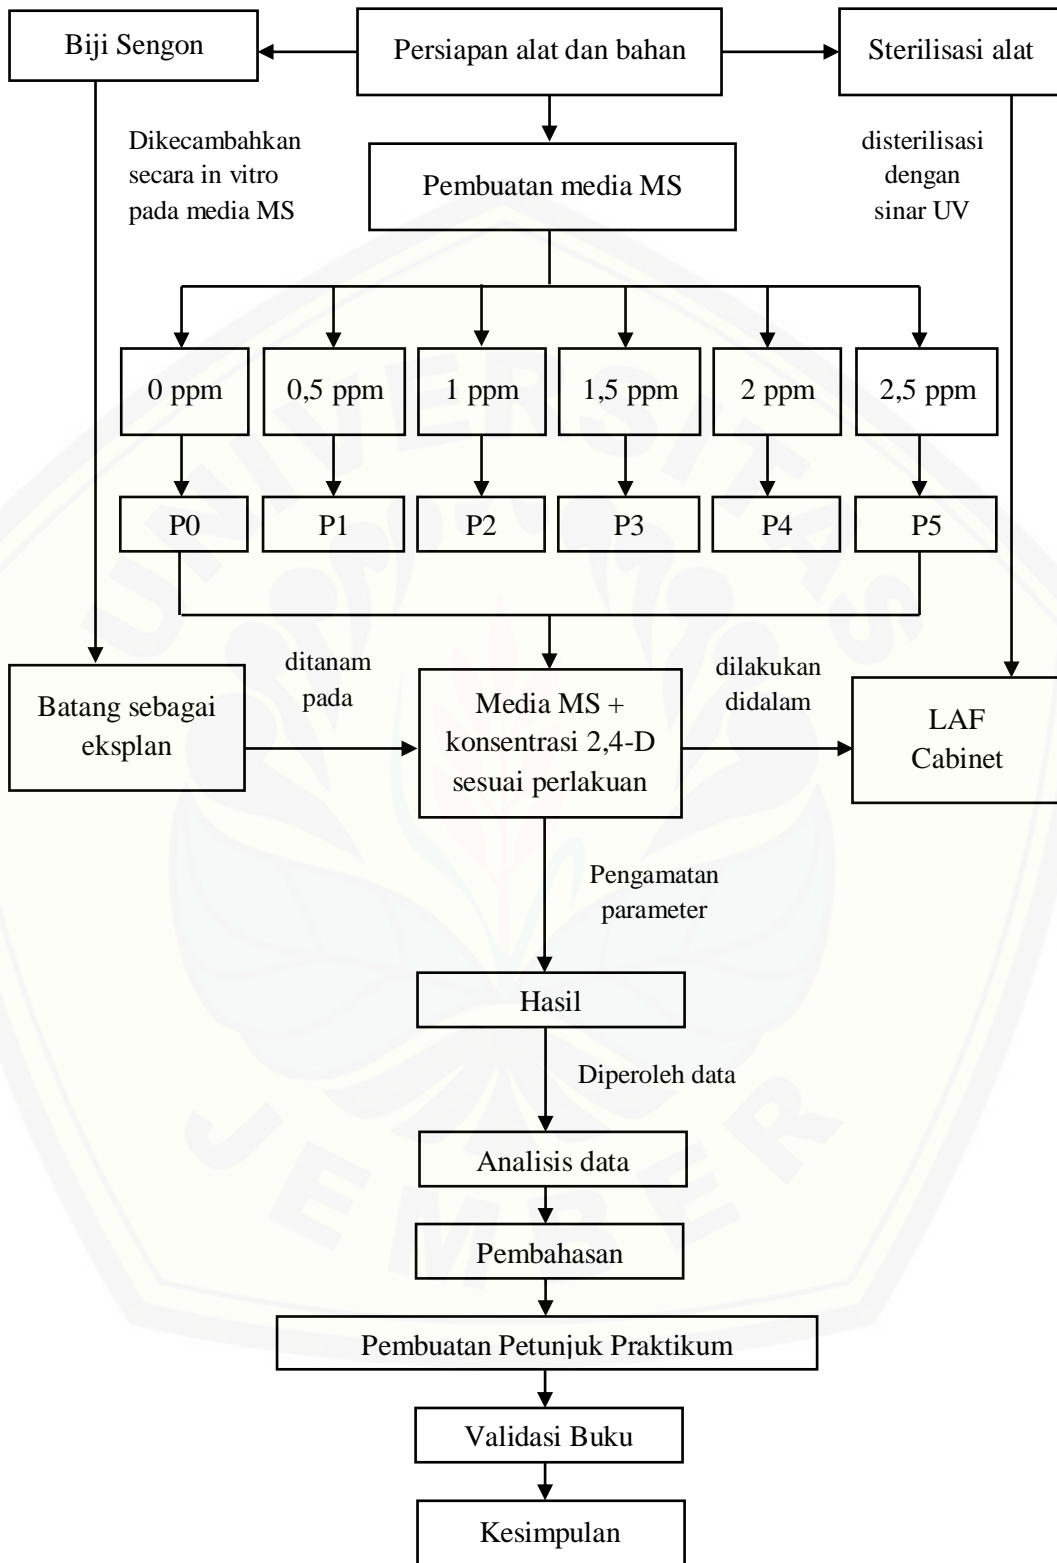 Biji Sengon
Persiapan alat dan bahan
Sterilisasi alat
Dikecambahkan
secara in vitro
pada media MS
disterilisasi
dengan
sinar UV
Pembuatan media MS
0 ppm
0,5 ppm
1 ppm
1,5 ppm
2 ppm
2,5 ppm
P0
P1
P2
P3
P4
P5
Batang sebagai
eksplan
ditanam
pada
Media MS +
konsentrasi 2,4-D
sesuai perlakuan
dilakukan
didalam
LAF
Cabinet
Pengamatan
parameter
Hasil
Diperoleh data
Analisis data
Pembahasan
Pembuatan Petunjuk Praktikum
Validasi Buku
Kesimpulan
UNIVERSITAS
JEMBER